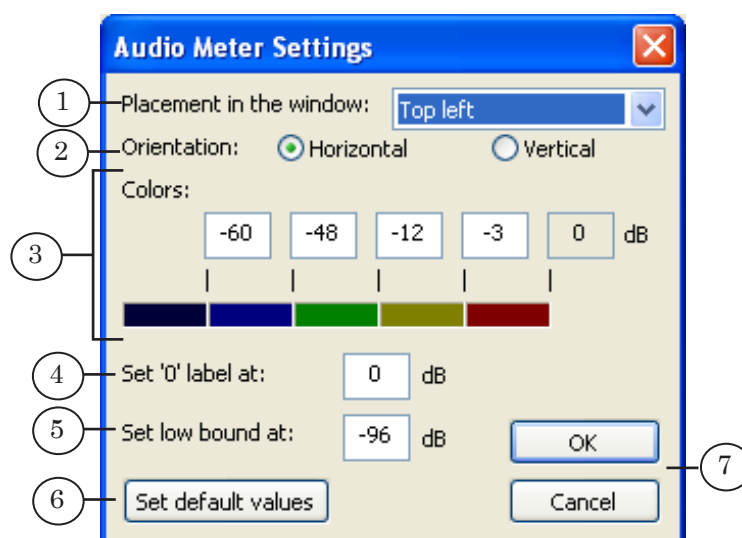 Audio Meter Settings
1 Placement in the window: Top left
2 Orientation: Horizontal Vertical
Colors:
-60 -48 -12 -3 0 dB
3
4 Set '0' label at: 0 dB
5 Set low bound at: -96 dB
OK
7
6 Set default values Cancel